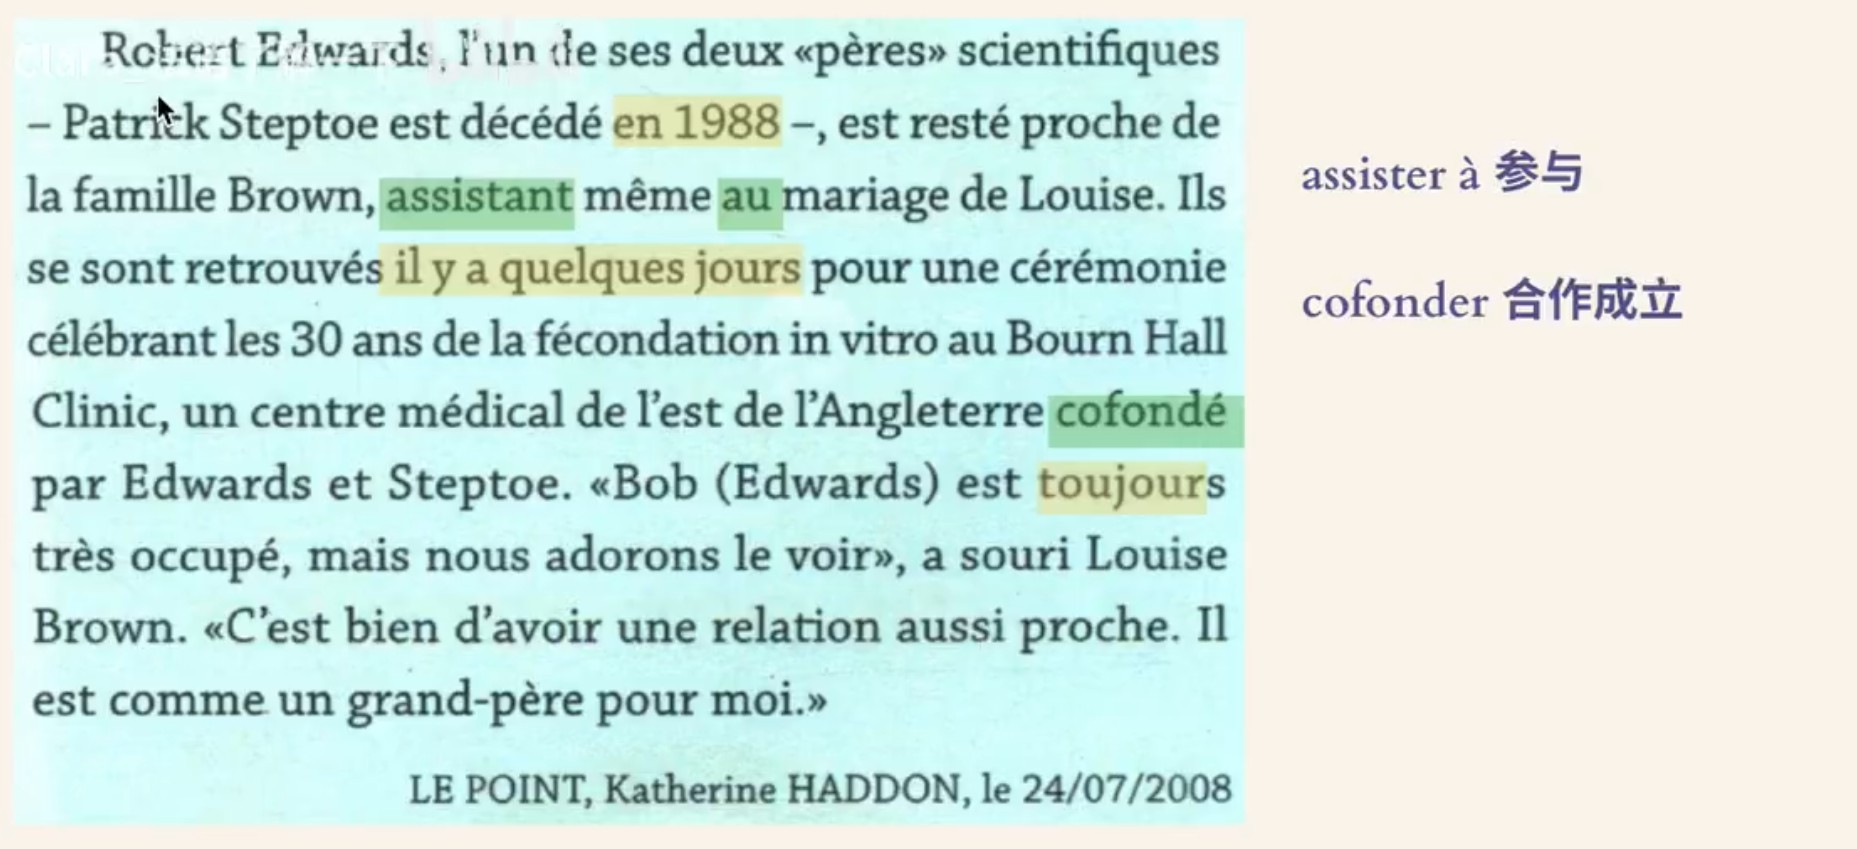 Robert Edwards, l'un de ses deux «pères» scientifiques
– Patrick Steptoe est décédé en 1988 –, est resté proche de
la famille Brown, assistant même au mariage de Louise. Ils
se sont retrouvés il y a quelques jours pour une cérémonie
célébrant les 30 ans de la fécondation in vitro au Bourn Hall
Clinic, un centre médical de l'est de l'Angleterre cofondé
par Edwards et Steptoe. «Bob (Edwards) est toujours
très occupé, mais nous adorons le voir», a souri Louise
Brown. «C'est bien d'avoir une relation aussi proche. Il
est comme un grand-père pour moi.»
LE POINT, Katherine HADDON, le 24/07/2008
assister à 参与
cofonder 合作成立